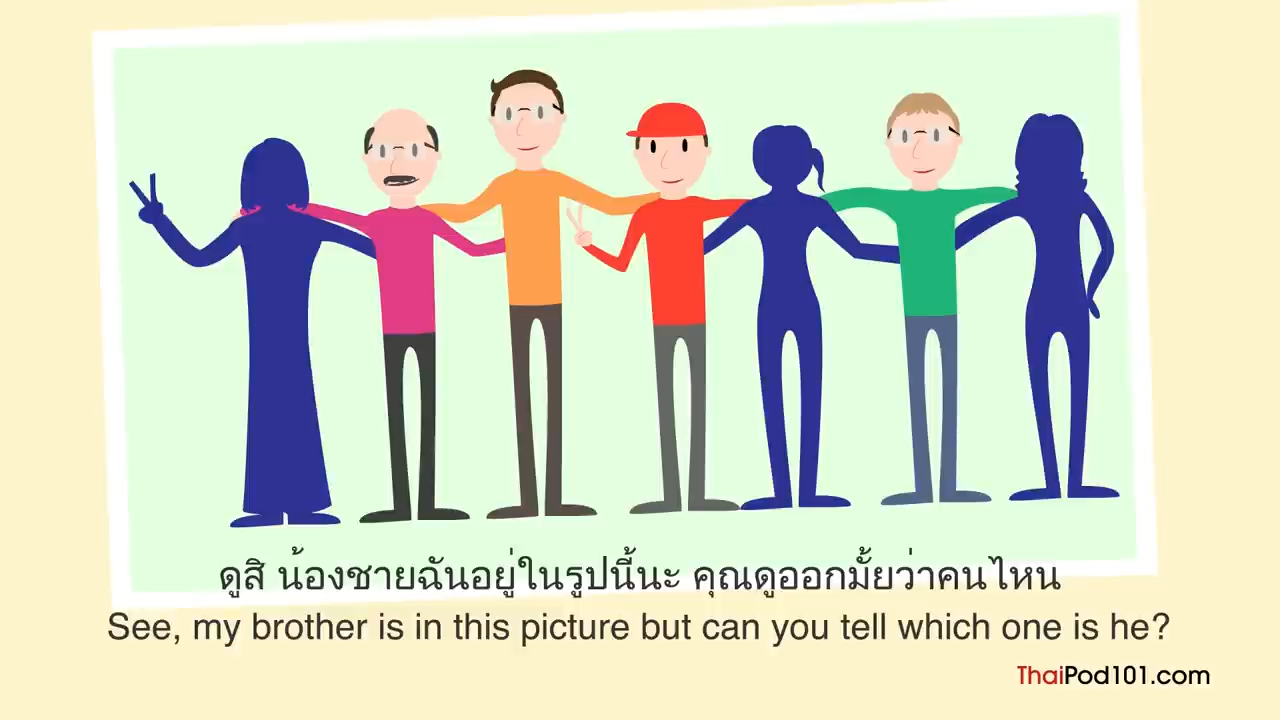 ดูสิ น้องชายฉันอยู่ในรูปนี้นะ คุณดูออกมั้ยว่าคนไหน
See, my brother is in this picture but can you tell which one is he?
ThaiPod101.com